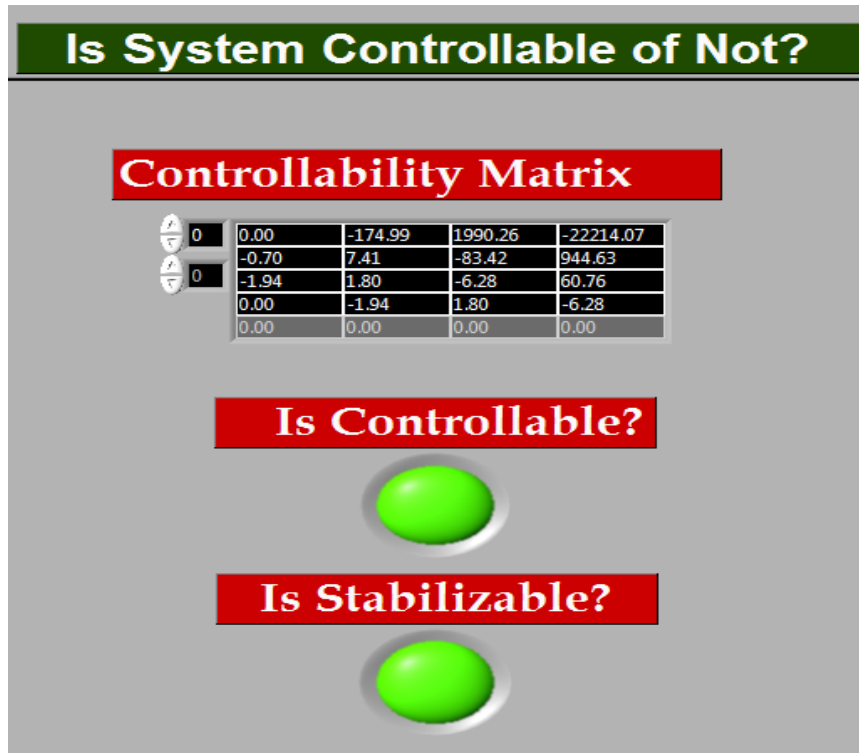 Is System Controllable of Not?
Controllability Matrix
0 0.00 -174.99 1990.26 -22214.07
-0.70 7.41 -83.42 944.63
0 -1.94 1.80 -6.28 60.76
0.00 -1.94 1.80 -6.28
0.00 0.00 0.00 0.00
Is Controllable?
Is Stabilizable?